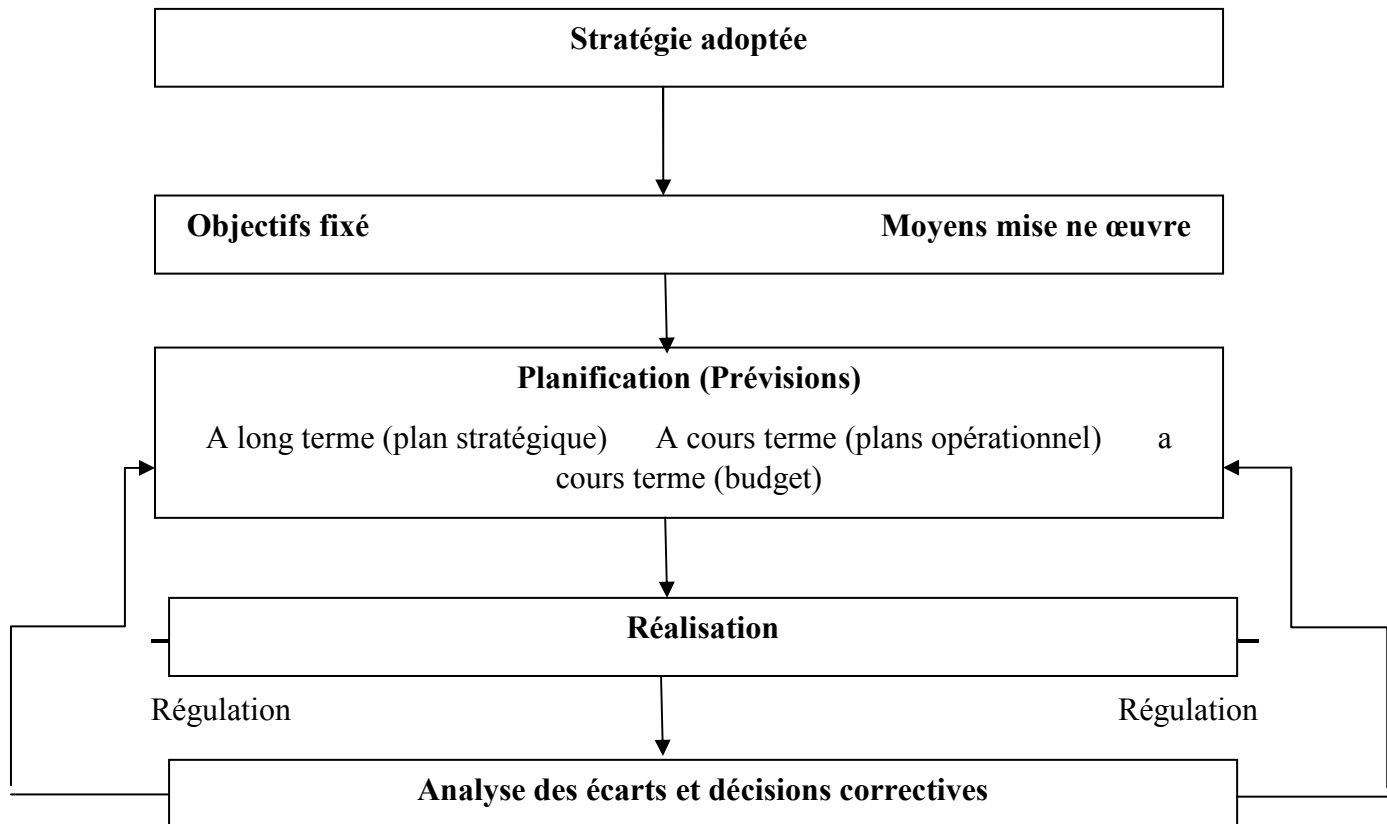 Stratégie adoptée
Objectifs fixé Moyens mise ne œuvre
Planification (Prévisions)
A long terme (plan stratégique) A cours terme (plans opérationnel) a
cours terme (budget)
Réalisation
Régulation Régulation
Analyse des écarts et décisions correctives